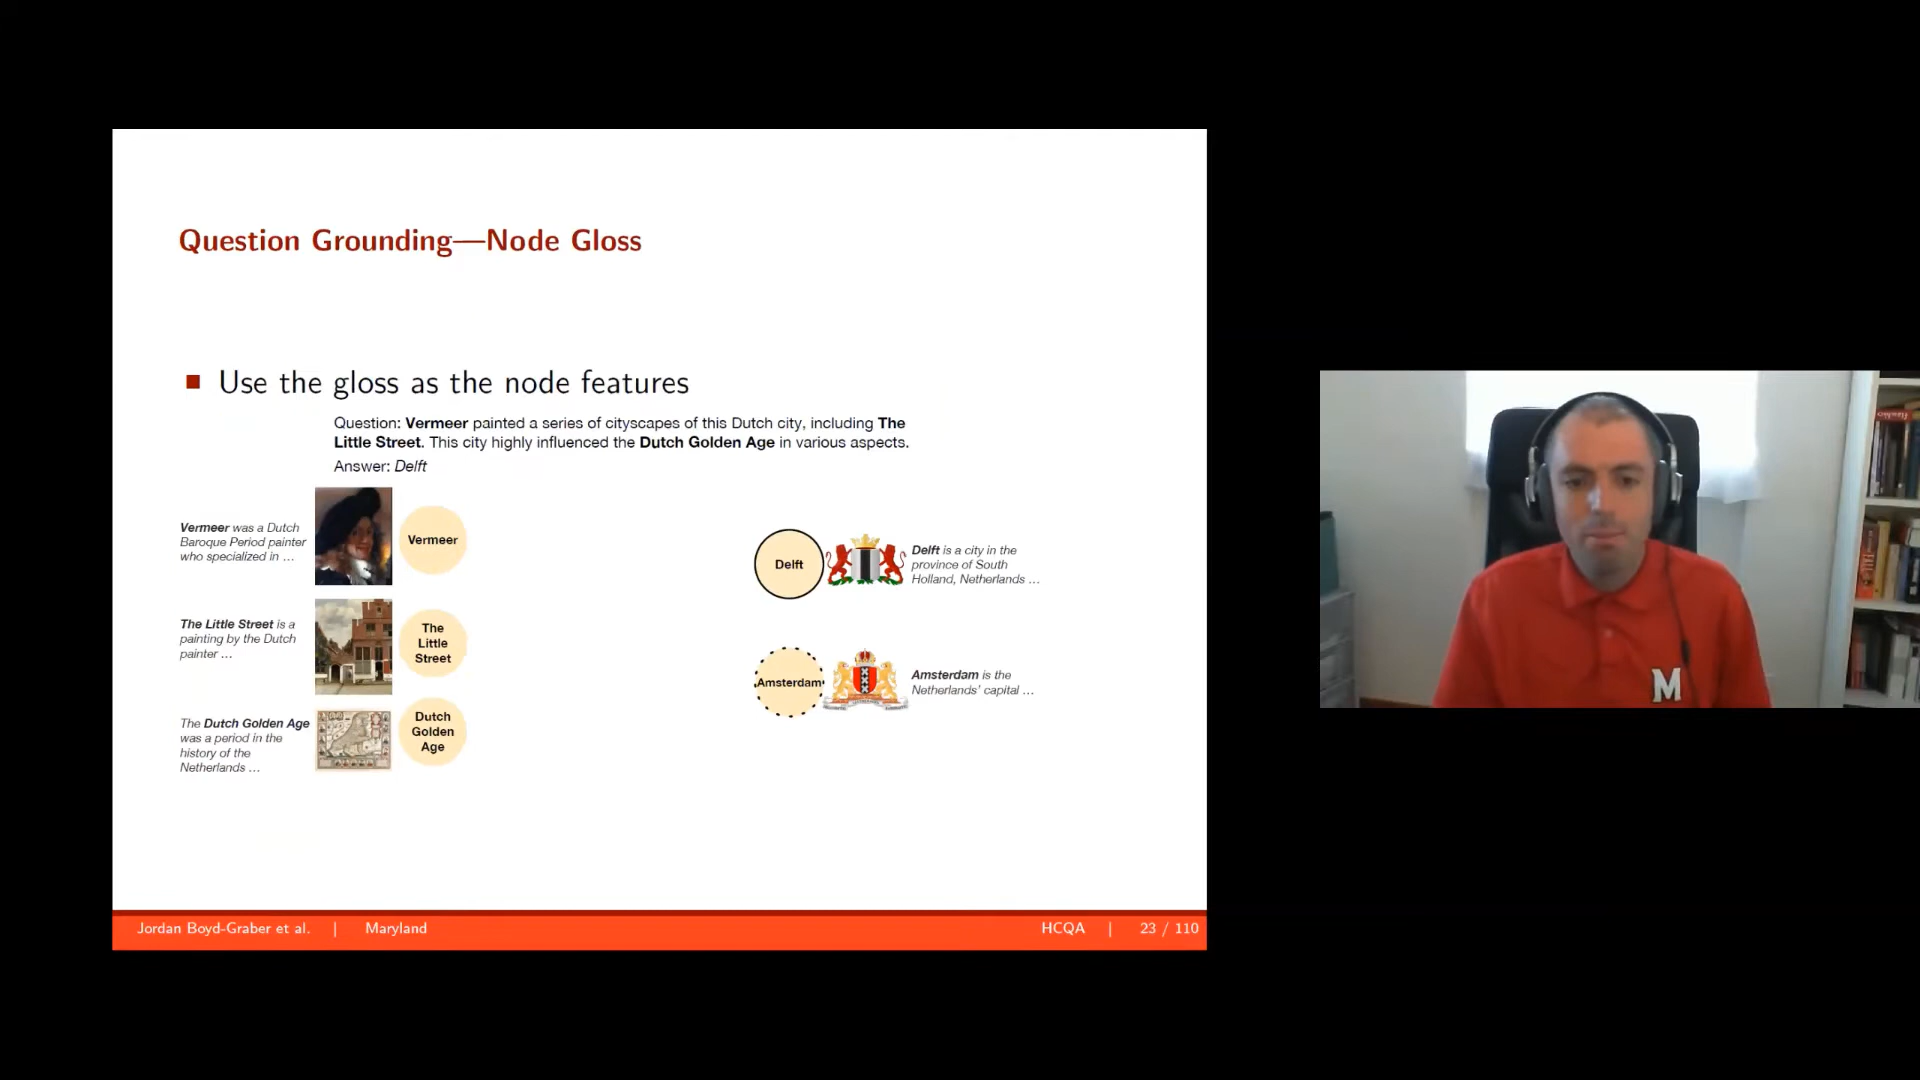 Question Grounding—Node Gloss
Use the gloss as the node features
Question: Vermeer painted a series of cityscapes of this Dutch city, including The
Little Street. This city highly influenced the Dutch Golden Age in various aspects.
Answer: Delft
Vermeer was a Dutch
Baroque Period painter
who specialized in ...
Vermeer
The Little Street is a
painting by the Dutch
painter ...
The
Little
Street
The Dutch Golden Age
was a period in the
history of the
Netherlands ...
Dutch
Golden
Age
Delft
Delft is a city in the
province of South
Holland, Netherlands ...
Amsterdam
Amsterdam is the
Netherlands' capital ...
Jordan Boyd-Graber et al. | Maryland
HCQA | 23 / 110
M